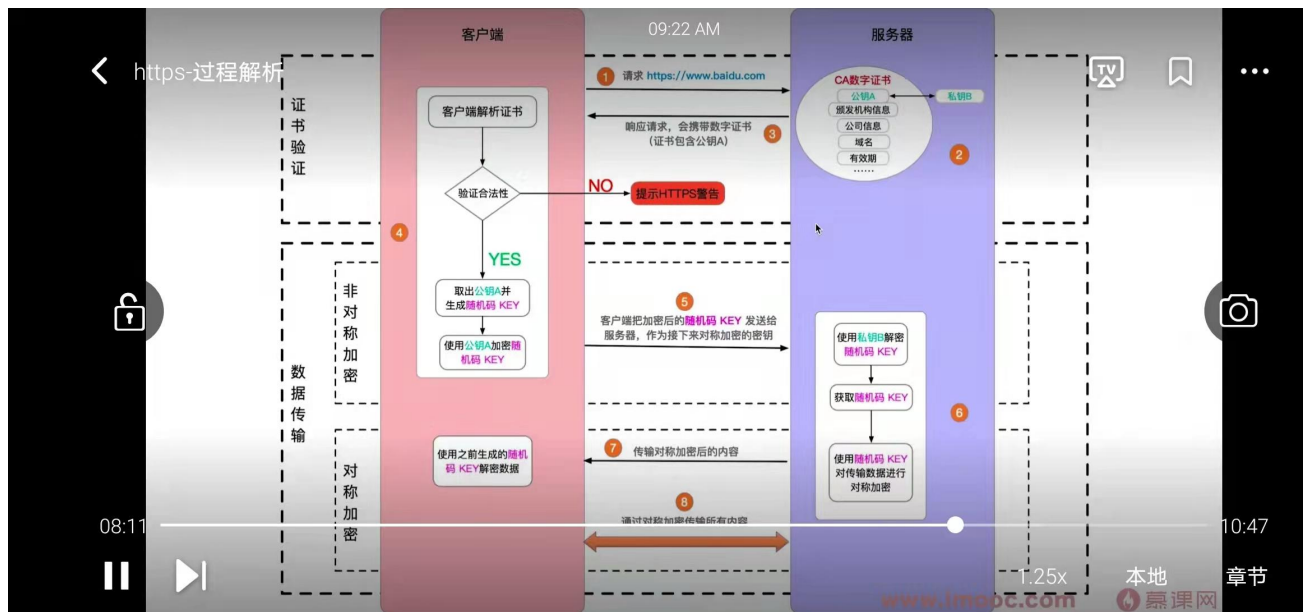 客户端
09:22 AM
服务器
https-过程解析
TV
证书验证
1
请求 https://www.baidu.com
CA数字证书
公钥A
私钥B
颁发机构信息
公司信息
域名
有效期
……
2
客户端解析证书
响应请求，会携带数字证书
（证书包含公钥A）
3
验证合法性
NO
提示HTTPS警告
4
YES
数据传输
非对称加密
取出公钥A并
生成随机码 KEY
使用公钥A加密随
机码 KEY
5
客户端把加密后的随机码 KEY 发送给
服务器，作为接下来对称加密的密钥
使用私钥B解密
随机码 KEY
获取随机码 KEY
6
对称加密
使用之前生成的随机
码 KEY解密数据
7
传输对称加密后的内容
使用随机码 KEY
对传输数据进行
对称加密
8
通过对称加密传输所有内容
08:11
10:47
1.25x
本地
章节
www.imooc.com
慕课网